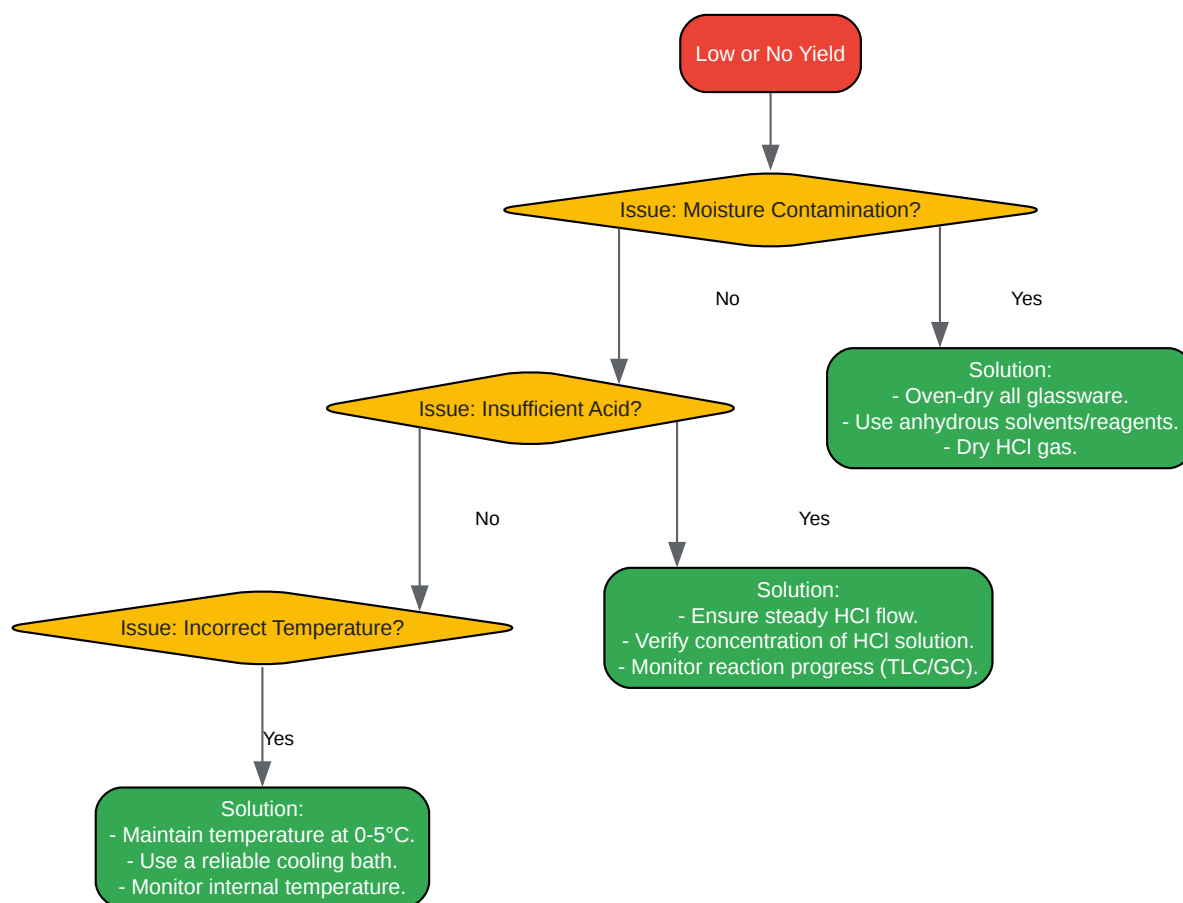 Low or No Yield
Issue: Moisture Contamination?
No
Yes
Solution:
- Oven-dry all glassware.
- Use anhydrous solvents/reagents.
- Dry HCl gas.
Issue: Insufficient Acid?
No
Yes
Solution:
- Ensure steady HCl flow.
- Verify concentration of HCl solution.
- Monitor reaction progress (TLC/GC).
Issue: Incorrect Temperature?
Yes
Solution:
- Maintain temperature at 0-5°C.
- Use a reliable cooling bath.
- Monitor internal temperature.